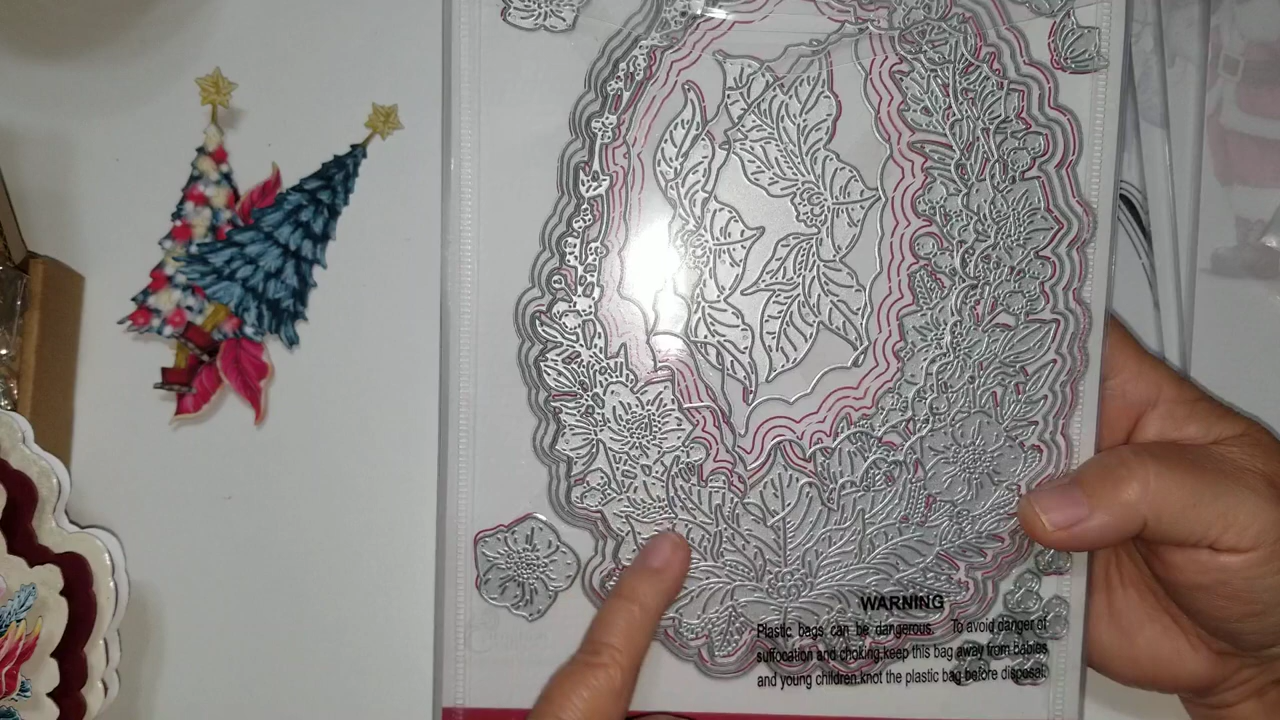 WARNING
Plastic bags can be dangerous. To avoid danger of
suffocation and choking,keep this bag away from babies
and young children.knot the plastic bag before disposal.